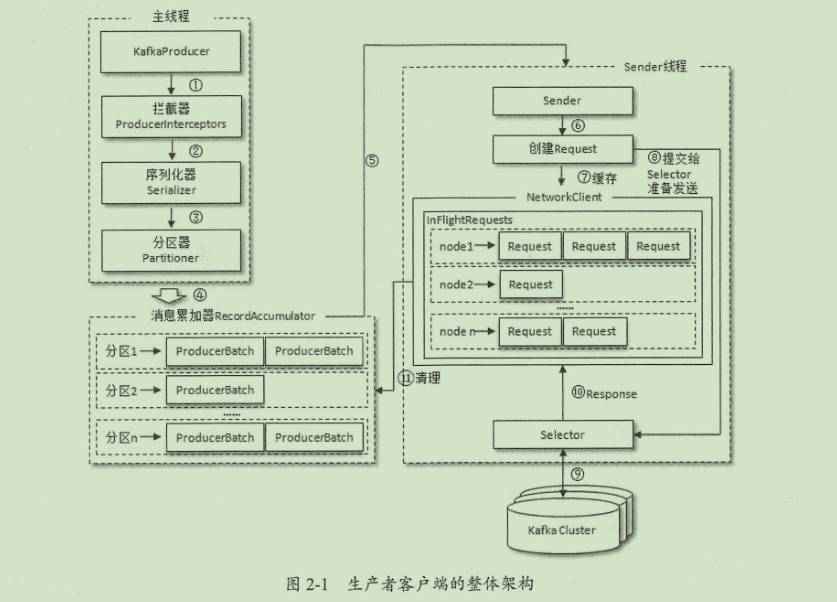 主线程
KafkaProducer
①
拦截器
ProducerInterceptors
②
序列化器
Serializer
③
分区器
Partitioner
④
消息累加器RecordAccumulator
分区1
ProducerBatch
ProducerBatch
分区2
ProducerBatch
......
分区n
ProducerBatch
ProducerBatch
⑤
Sender线程
Sender
⑥
创建Request
⑦缓存
⑧提交给
Selector
准备发送
NetworkClient
InFlightRequests
node1
Request
Request
Request
node2
Request
......
node n
Request
Request
⑪清理
⑩Response
Selector
⑨
Kafka Cluster
图 2-1 生产者客户端的整体架构